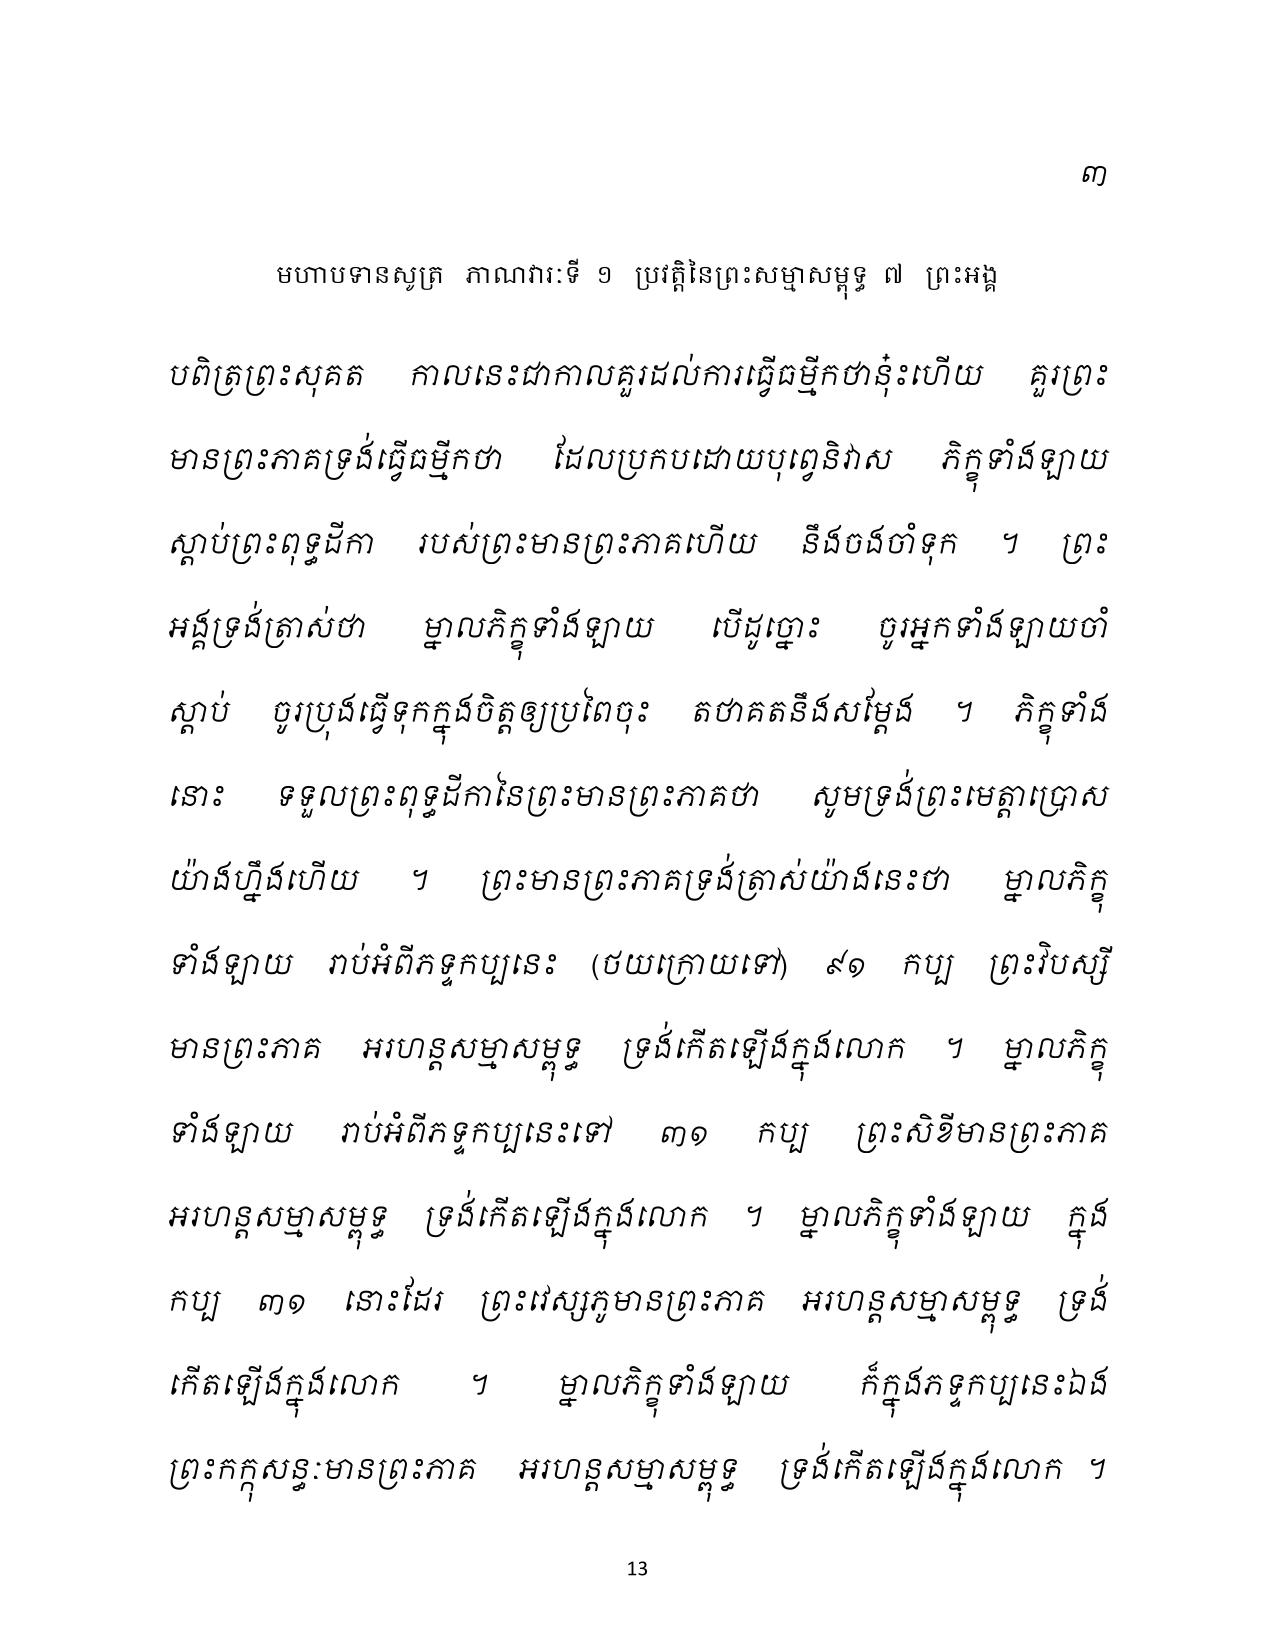 ៣
មហាបទានសូត្រ ភាណវារៈទី ១ ប្រវត្តិនៃព្រះសម្មាសម្ពុទ្ធ ៧ ព្រះអង្គ
បពិត្រព្រះសុគត កាលនេះជាកាលគួរដល់ការធ្វើធម្មីកថានុ៎ះហើយ គួរព្រះ
មានព្រះភាគទ្រង់ធ្វើធម្មីកថា ដែលប្រកបដោយបុព្វេនិវាស ភិក្ខុទាំងឡាយ
ស្តាប់ព្រះពុទ្ធដីកា របស់ព្រះមានព្រះភាគហើយ នឹងចងចាំទុក ។ ព្រះ
អង្គទ្រង់ត្រាស់ថា ម្នាលភិក្ខុទាំងឡាយ បើដូច្នោះ ចូរអ្នកទាំងឡាយចាំ
ស្តាប់ ចូរប្រុងធ្វើទុកក្នុងចិត្តឲ្យប្រពៃចុះ តថាគតនឹងសម្តែង ។ ភិក្ខុទាំង
នោះ ទទួលព្រះពុទ្ធដីកានៃព្រះមានព្រះភាគថា សូមទ្រង់ព្រះមេត្តាប្រោស
យ៉ាងហ្នឹងហើយ ។ ព្រះមានព្រះភាគទ្រង់ត្រាស់យ៉ាងនេះថា ម្នាលភិក្ខុ
ទាំងឡាយ រាប់អំពីភទ្ទកប្បនេះ (ថយក្រោយទៅ) ៩១ កប្ប ព្រះវិបស្សី
មានព្រះភាគ អរហន្តសម្មាសម្ពុទ្ធ ទ្រង់កើតឡើងក្នុងលោក ។ ម្នាលភិក្ខុ
ទាំងឡាយ រាប់អំពីភទ្ទកប្បនេះទៅ ៣១ កប្ប ព្រះសិខីមានព្រះភាគ
អរហន្តសម្មាសម្ពុទ្ធ ទ្រង់កើតឡើងក្នុងលោក ។ ម្នាលភិក្ខុទាំងឡាយ ក្នុង
កប្ប ៣១ នោះដែរ ព្រះវេស្សភូមានព្រះភាគ អរហន្តសម្មាសម្ពុទ្ធ ទ្រង់
កើតឡើងក្នុងលោក ។ ម្នាលភិក្ខុទាំងឡាយ ក៏ក្នុងភទ្ទកប្បនេះឯង
ព្រះកក្កុសន្ធៈមានព្រះភាគ អរហន្តសម្មាសម្ពុទ្ធ ទ្រង់កើតឡើងក្នុងលោក ។
13